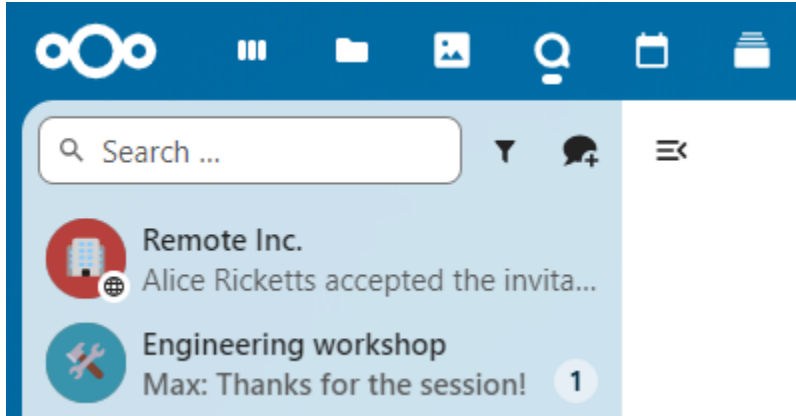 Search ...
Remote Inc.
Alice Ricketts accepted the invita...
Engineering workshop
Max: Thanks for the session!
1